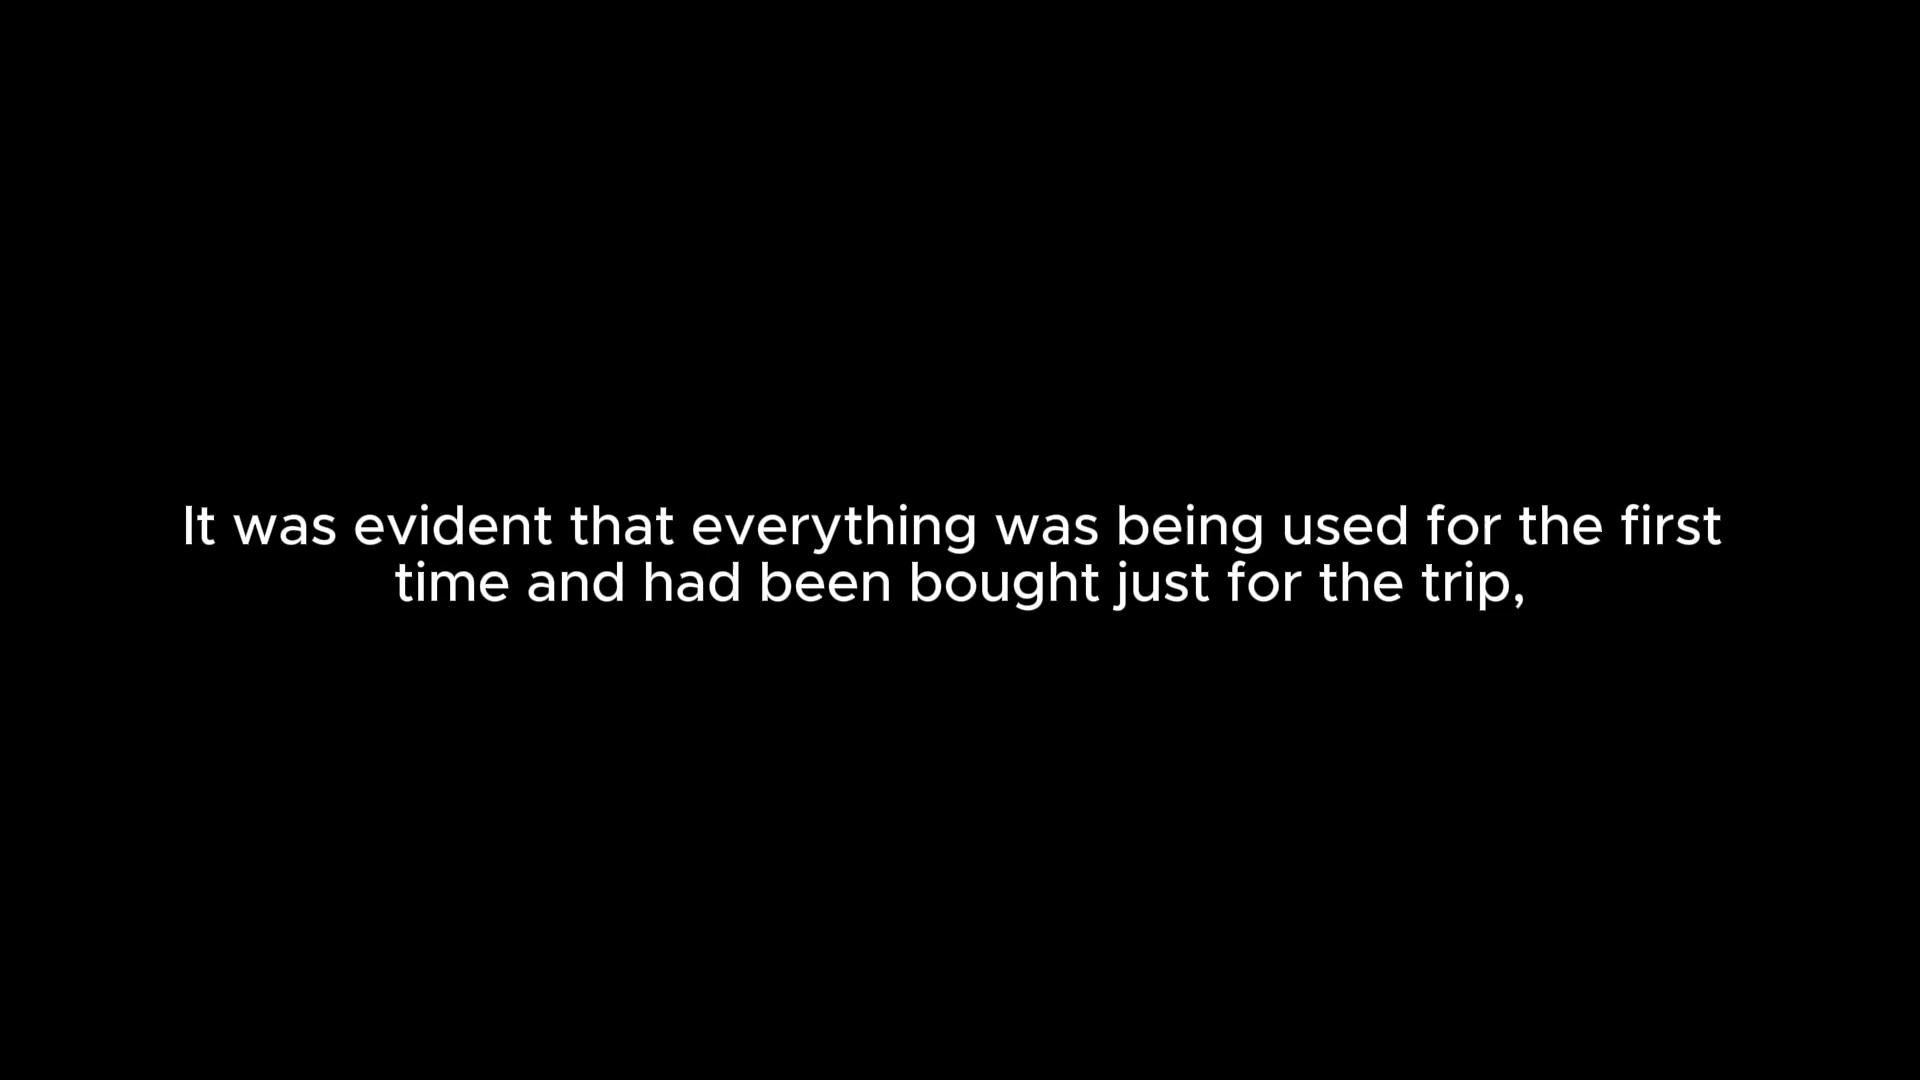 It was evident that everything was being used for the first
time and had been bought just for the trip,